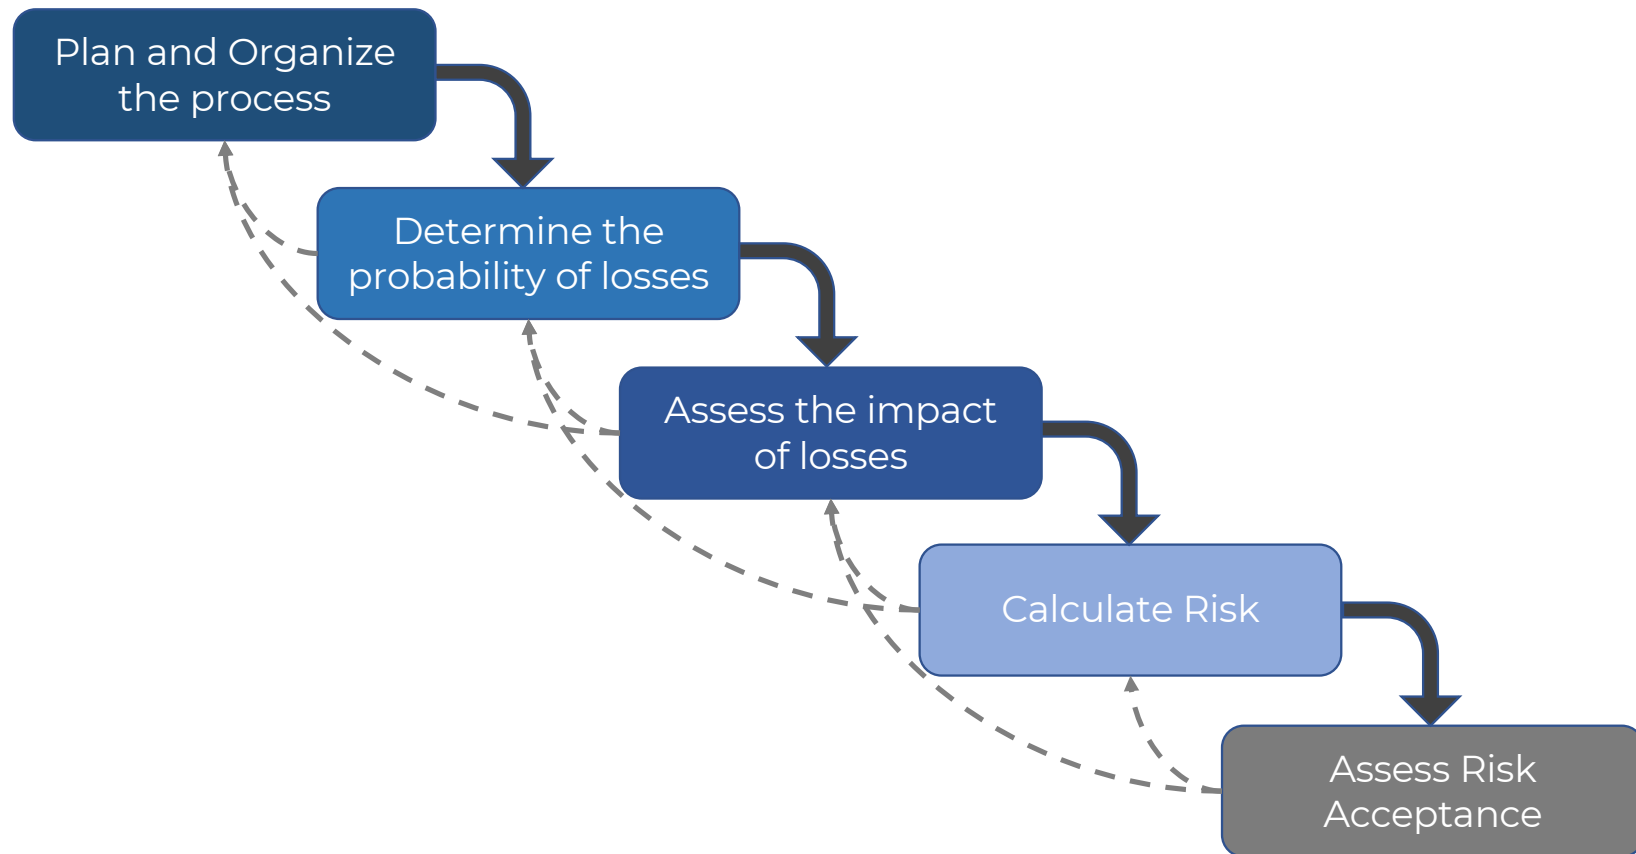 Plan and Organize
the process
Determine the
probability of losses
Assess the impact
of losses
Calculate Risk
Assess Risk
Acceptance